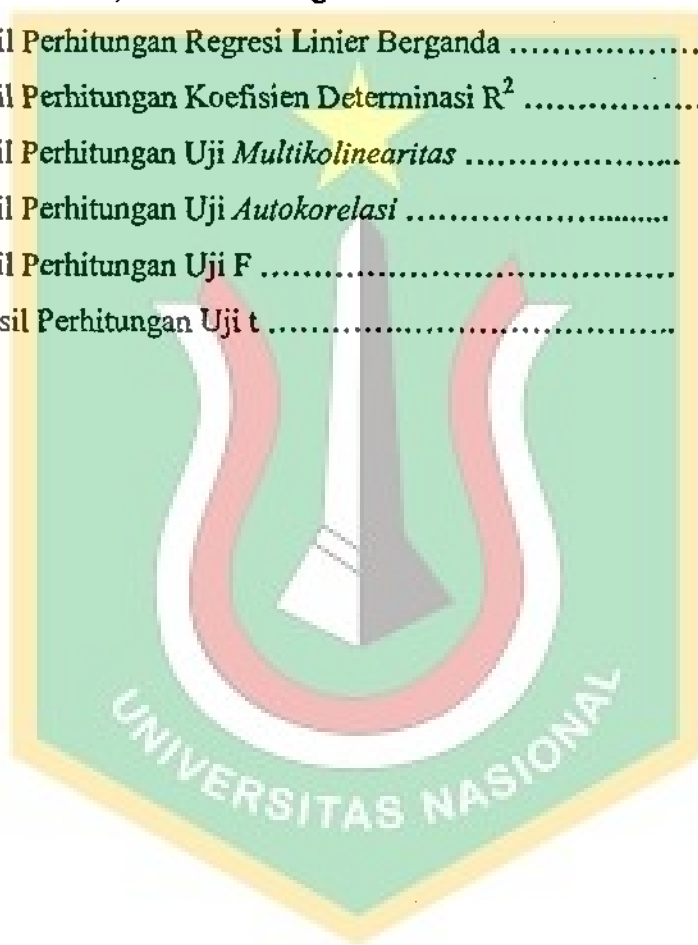 il Perhitungan Regresi Linier Berganda ....................
il Perhitungan Koefisien Determinasi R² ..................
il Perhitungan Uji Multikolinearitas ......................
il Perhitungan Uji Autokorelasi ...........................
il Perhitungan Uji F ........................................
sil Perhitungan Uji t ........................................
UNIVERSITAS NASIONAL